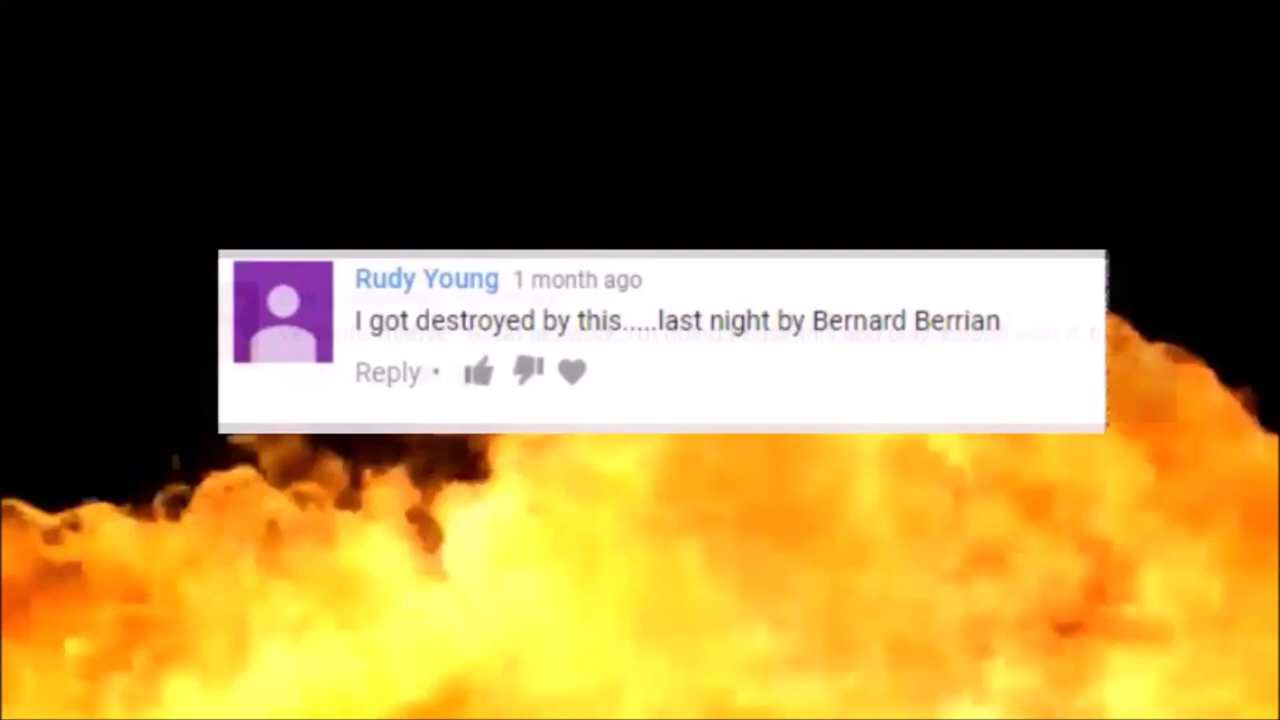 Rudy Young 1 month ago
I got destroyed by this.....last night by Bernard Berrian
Reply •